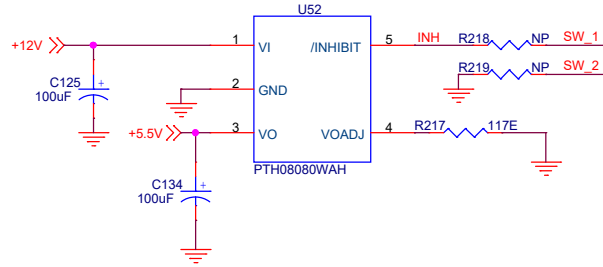 U52
+12V
1
VI
/INHIBIT
5
INH
R218
NP
SW_1
R219
NP
SW_2
C125
100uF
+
2
GND
+5.5V
3
VO
VOADJ
4
R217
117E
PTH08080WAH
C134
100uF
+